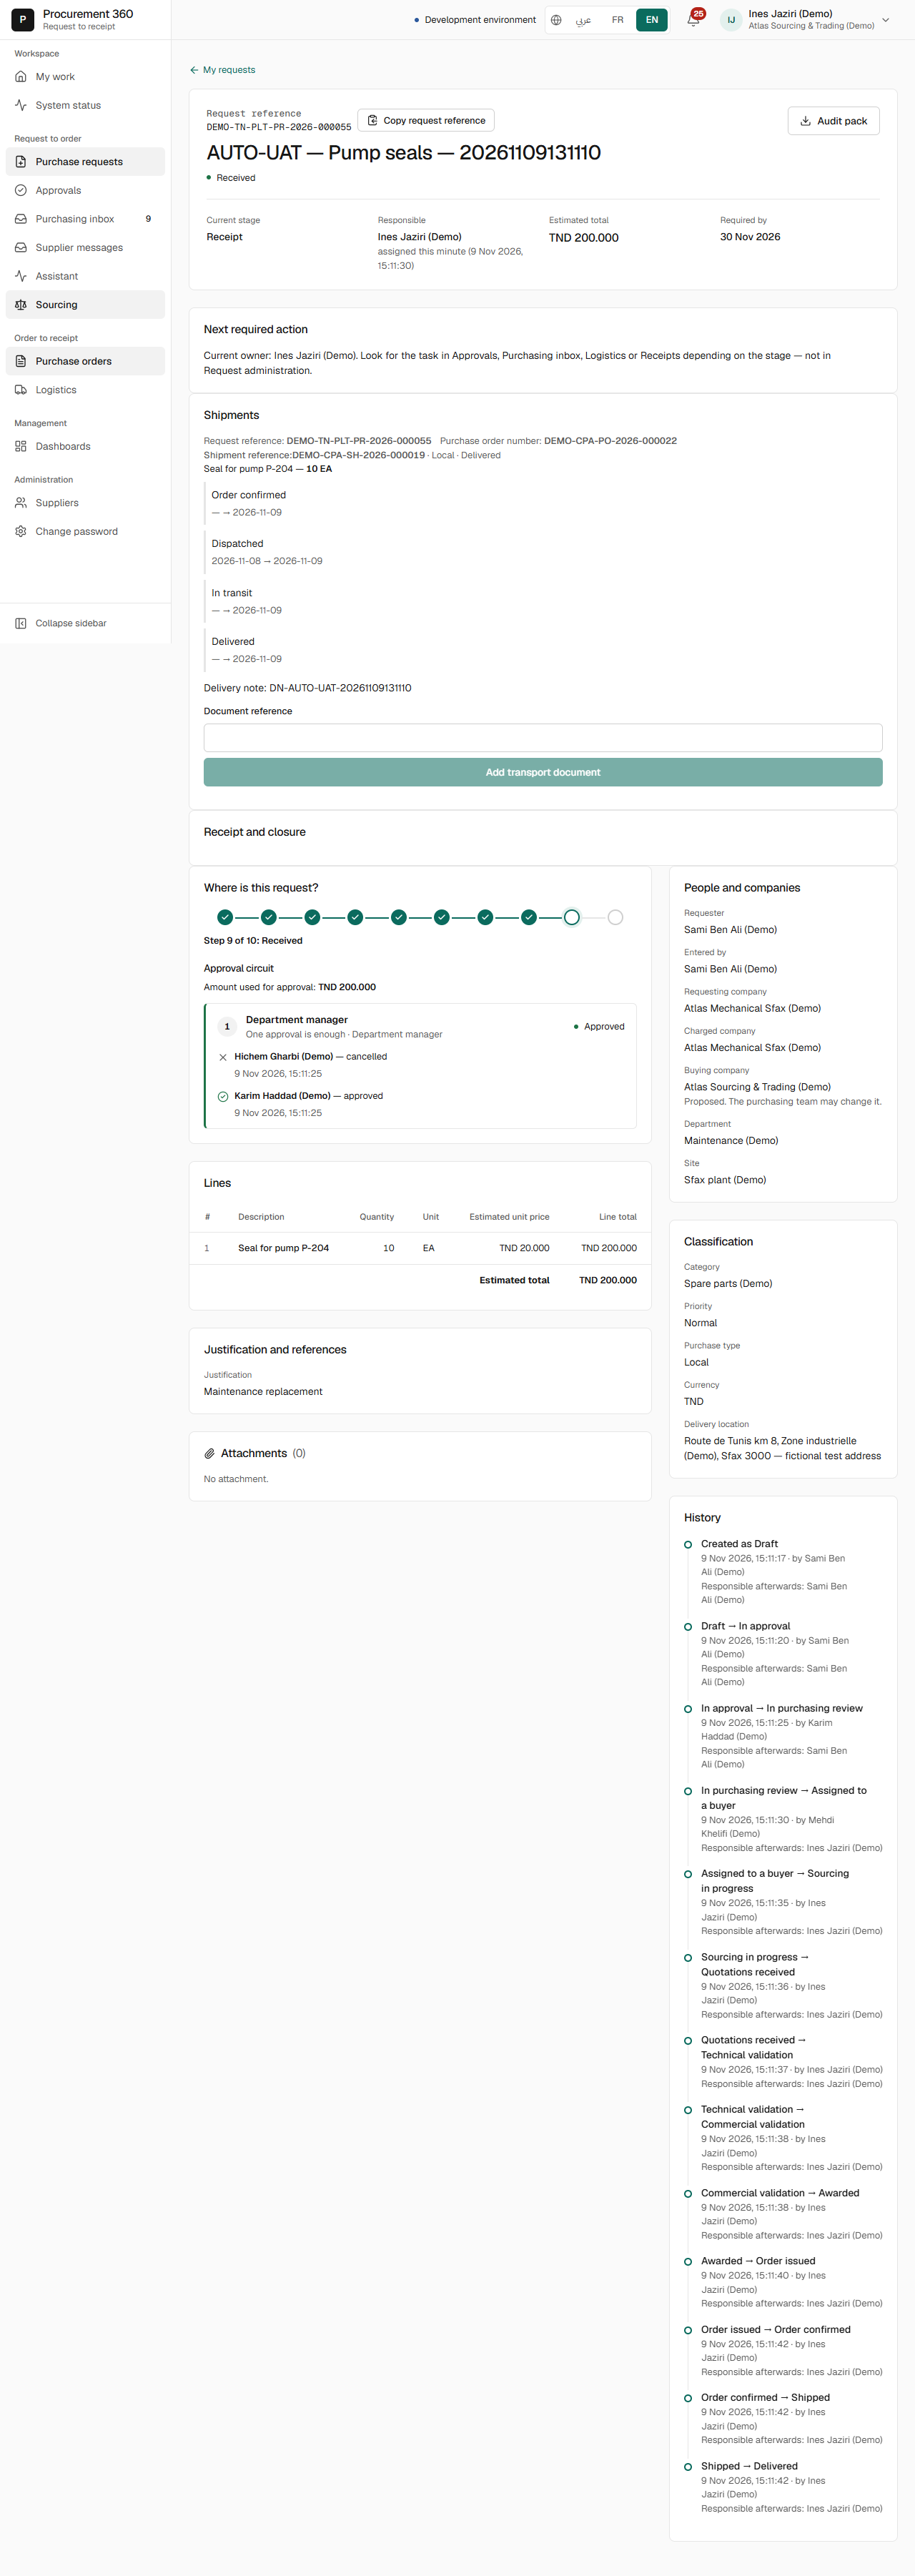 P
Procurement 360
Request to receipt
Development environment
عربي
FR
EN
25
IJ
Ines Jaziri (Demo)
Atlas Sourcing & Trading (Demo)
Workspace
My work
System status
Request to order
Purchase requests
Approvals
Purchasing inbox 9
Supplier messages
Assistant
Sourcing
Order to receipt
Purchase orders
Logistics
Management
Dashboards
Administration
Suppliers
Change password
Collapse sidebar
← My requests
Request reference
DEMO-TN-PLT-PR-2026-000055
Copy request reference
Audit pack
AUTO-UAT — Pump seals — 20261109131110
Received
Current stage
Receipt
Responsible
Ines Jaziri (Demo)
assigned this minute (9 Nov 2026,
15:11:30)
Estimated total
TND 200.000
Required by
30 Nov 2026
Next required action
Current owner: Ines Jaziri (Demo). Look for the task in Approvals, Purchasing inbox, Logistics or Receipts depending on the stage — not in
Request administration.
Shipments
Request reference: DEMO-TN-PLT-PR-2026-000055 Purchase order number: DEMO-CPA-PO-2026-000022
Shipment reference:DEMO-CPA-SH-2026-000019 · Local · Delivered
Seal for pump P-204 — 10 EA
Order confirmed
— → 2026-11-09
Dispatched
2026-11-08 → 2026-11-09
In transit
— → 2026-11-09
Delivered
— → 2026-11-09
Delivery note: DN-AUTO-UAT-20261109131110
Document reference
Add transport document
Receipt and closure
Where is this request?
Step 9 of 10: Received
Approval circuit
Amount used for approval: TND 200.000
1
Department manager
One approval is enough · Department manager
Approved
Hichem Gharbi (Demo) — cancelled
9 Nov 2026, 15:11:25
Karim Haddad (Demo) — approved
9 Nov 2026, 15:11:25
Lines
# Description Quantity Unit Estimated unit price Line total
1 Seal for pump P-204 10 EA TND 20.000 TND 200.000
Estimated total TND 200.000
Justification and references
Justification
Maintenance replacement
Attachments (0)
No attachment.
People and companies
Requester
Sami Ben Ali (Demo)
Entered by
Sami Ben Ali (Demo)
Requesting company
Atlas Mechanical Sfax (Demo)
Charged company
Atlas Mechanical Sfax (Demo)
Buying company
Atlas Sourcing & Trading (Demo)
Proposed. The purchasing team may change it.
Department
Maintenance (Demo)
Site
Sfax plant (Demo)
Classification
Category
Spare parts (Demo)
Priority
Normal
Purchase type
Local
Currency
TND
Delivery location
Route de Tunis km 8, Zone industrielle
(Demo), Sfax 3000 — fictional test address
History
Created as Draft
9 Nov 2026, 15:11:17 · by Sami Ben
Ali (Demo)
Responsible afterwards: Sami Ben
Ali (Demo)
Draft → In approval
9 Nov 2026, 15:11:20 · by Sami Ben
Ali (Demo)
Responsible afterwards: Sami Ben
Ali (Demo)
In approval → In purchasing review
9 Nov 2026, 15:11:25 · by Karim
Haddad (Demo)
Responsible afterwards: Sami Ben
Ali (Demo)
In purchasing review → Assigned to
a buyer
9 Nov 2026, 15:11:30 · by Mehdi
Khelifi (Demo)
Responsible afterwards: Ines Jaziri (Demo)
Assigned to a buyer → Sourcing
in progress
9 Nov 2026, 15:11:35 · by Ines
Jaziri (Demo)
Responsible afterwards: Ines Jaziri (Demo)
Sourcing in progress →
Quotations received
9 Nov 2026, 15:11:36 · by Ines
Jaziri (Demo)
Responsible afterwards: Ines Jaziri (Demo)
Quotations received →
Technical validation
9 Nov 2026, 15:11:37 · by Ines Jaziri (Demo)
Responsible afterwards: Ines Jaziri (Demo)
Technical validation →
Commercial validation
9 Nov 2026, 15:11:38 · by Ines
Jaziri (Demo)
Responsible afterwards: Ines Jaziri (Demo)
Commercial validation → Awarded
9 Nov 2026, 15:11:38 · by Ines
Jaziri (Demo)
Responsible afterwards: Ines Jaziri (Demo)
Awarded → Order issued
9 Nov 2026, 15:11:40 · by Ines
Jaziri (Demo)
Responsible afterwards: Ines Jaziri (Demo)
Order issued → Order confirmed
9 Nov 2026, 15:11:42 · by Ines
Jaziri (Demo)
Responsible afterwards: Ines Jaziri (Demo)
Order confirmed → Shipped
9 Nov 2026, 15:11:42 · by Ines
Jaziri (Demo)
Responsible afterwards: Ines Jaziri (Demo)
Shipped → Delivered
9 Nov 2026, 15:11:42 · by Ines
Jaziri (Demo)
Responsible afterwards: Ines Jaziri (Demo)